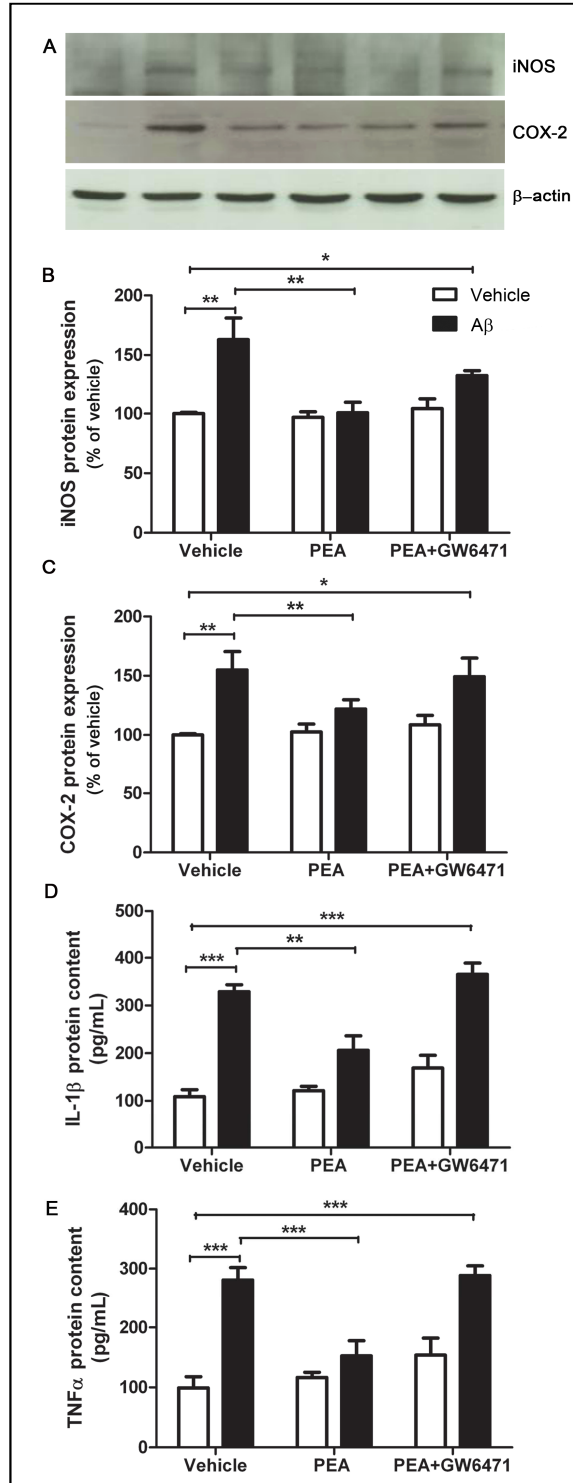 A
iNOS
COX-2
β–actin
B
iNOS protein expression
(% of vehicle)
200
150
100
50
0
*
**
**
Vehicle
Aβ
Vehicle
PEA
PEA+GW6471
C
COX-2 protein expression
(% of vehicle)
200
150
100
50
0
*
**
**
Vehicle
PEA
PEA+GW6471
D
IL-1β protein content
(pg/mL)
500
400
300
200
100
0
***
**
***
Vehicle
PEA
PEA+GW6471
E
TNFα protein content
(pg/mL)
400
300
200
100
0
***
***
***
Vehicle
PEA
PEA+GW6471